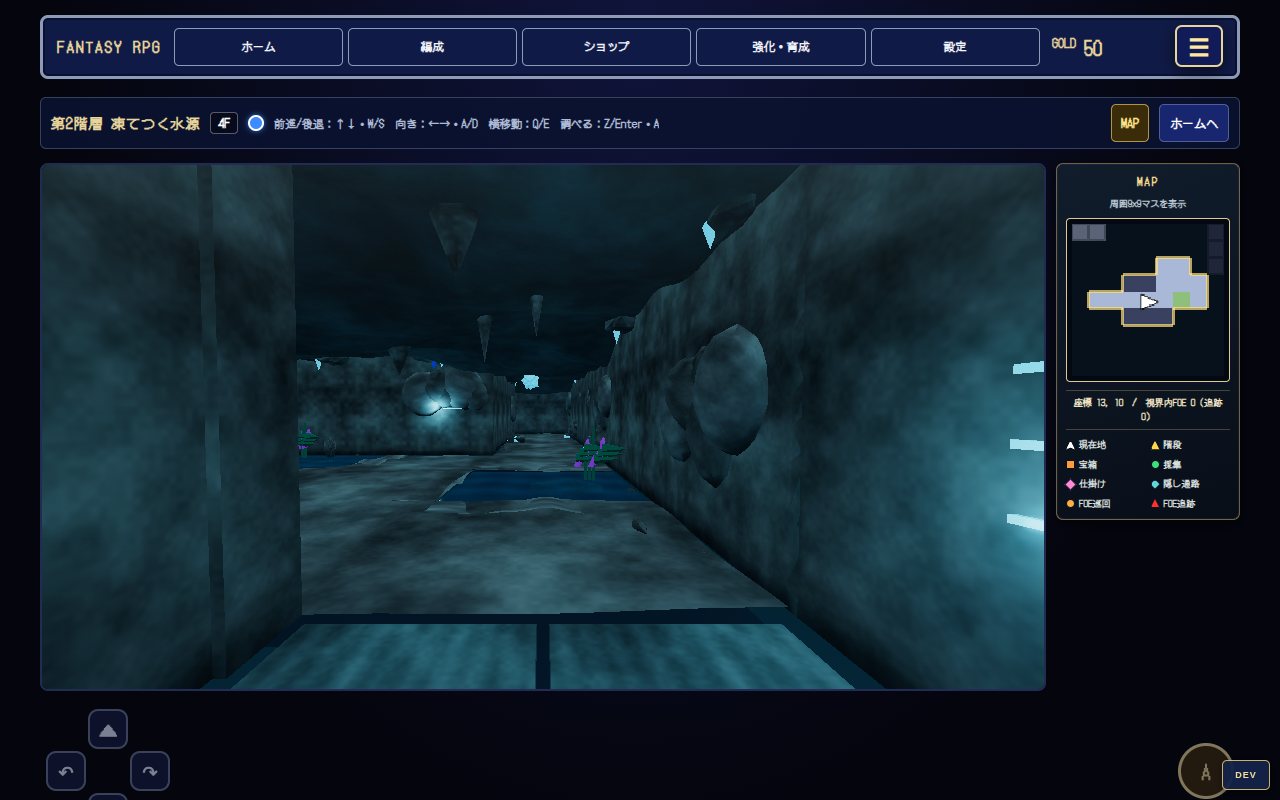 FANTASY RPG ホーム 編成 ショップ 強化・育成 設定 GOLD 50
第2階層 凍てつく水源 4F 前進/後退：↑↓・W/S 向き：←→・A/D 横移動：Q/E 調べる：Z/Enter・A MAP ホームへ
MAP
周囲9x9マスを表示
座標 13, 10 / 視界内FOE 0（追跡
0）
現在地 階段
宝箱 採集
仕掛け 隠し通路
FOE巡回 FOE追跡
A
DEV